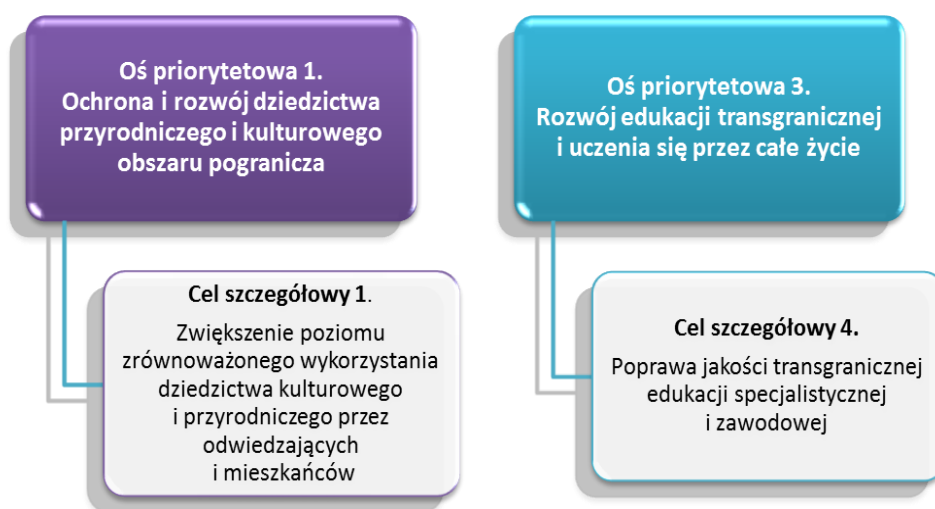 Oś priorytetowa 1.
Ochrona i rozwój dziedzictwa
przyrodniczego i kulturowego
obszaru pogranicza
Cel szczegółowy 1.
Zwiększenie poziomu
zrównoważonego wykorzystania
dziedzictwa kulturowego
i przyrodniczego przez
odwiedzających
i mieszkańców
Oś priorytetowa 3.
Rozwój edukacji transgranicznej
i uczenia się przez całe życie
Cel szczegółowy 4.
Poprawa jakości transgranicznej
edukacji specjalistycznej
i zawodowej